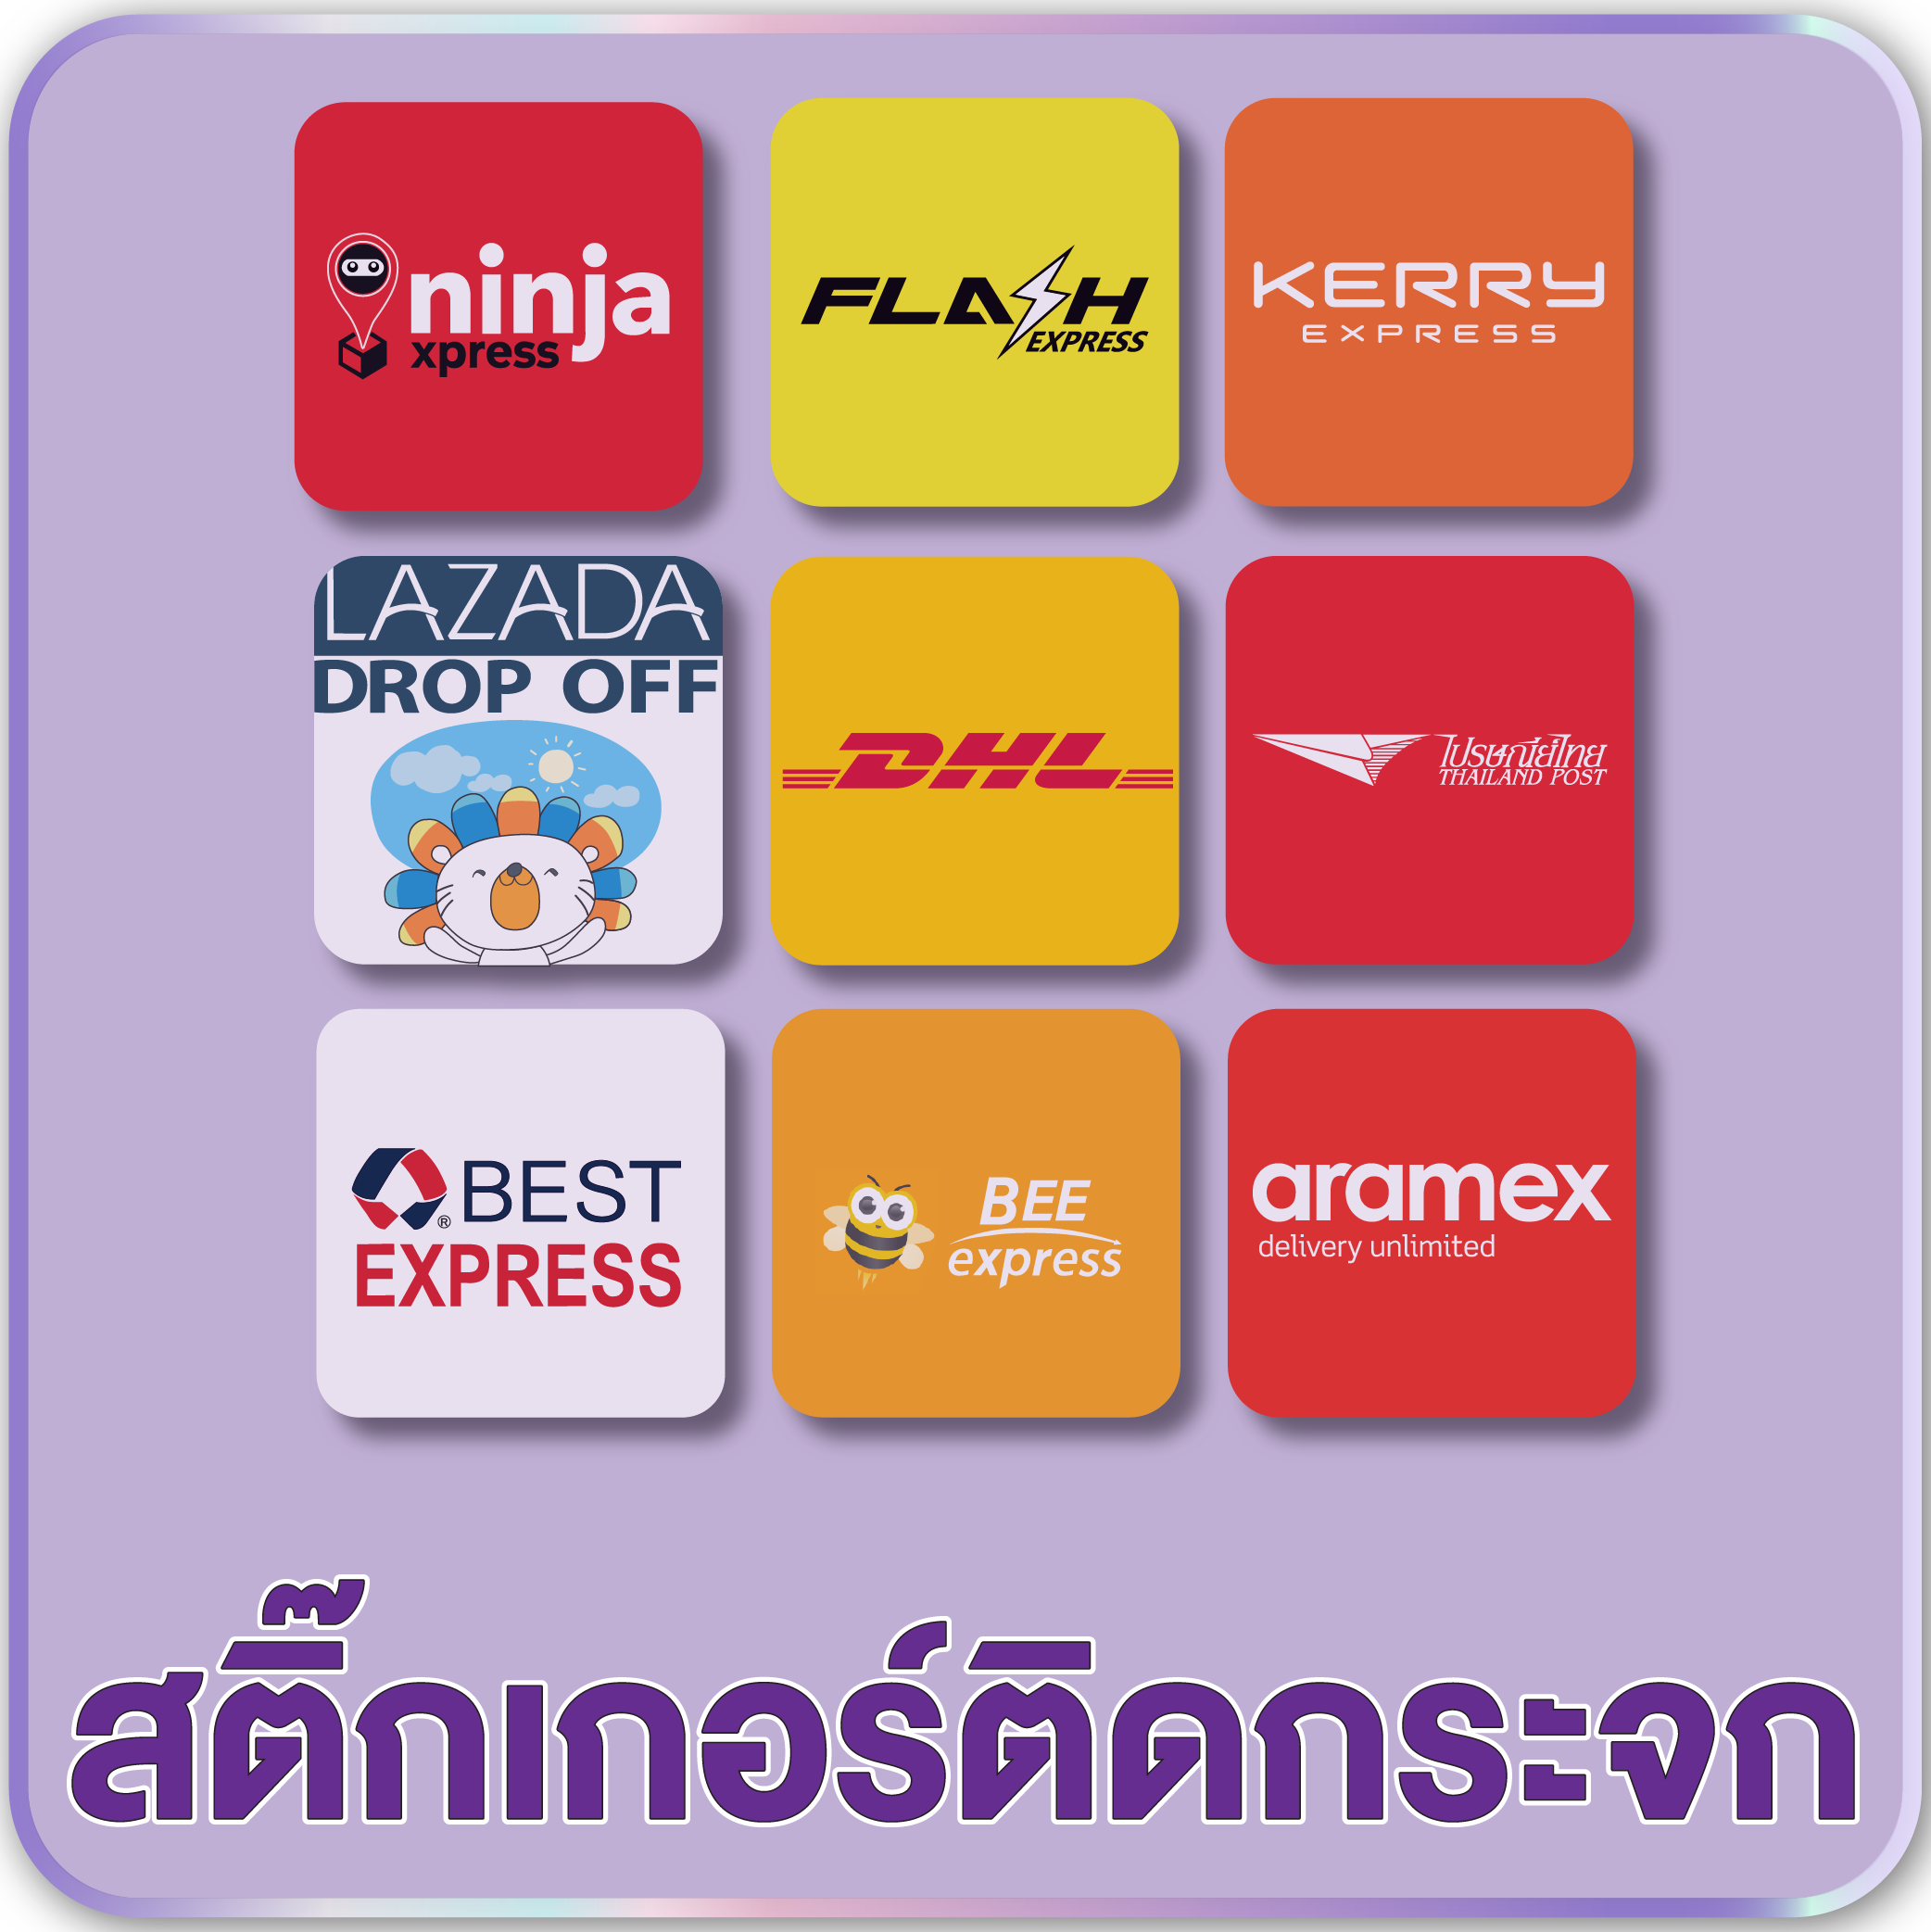 ninja
xpress
FLASH
EXPRESS
KERRY
EXPRESS
LAZADA
DROP OFF
DHL
ไปรษณีย์ไทย
THAILAND POST
BEST
®
EXPRESS
BEE
express
aramex
delivery unlimited
สติ๊กเกอร์ติดกระจก